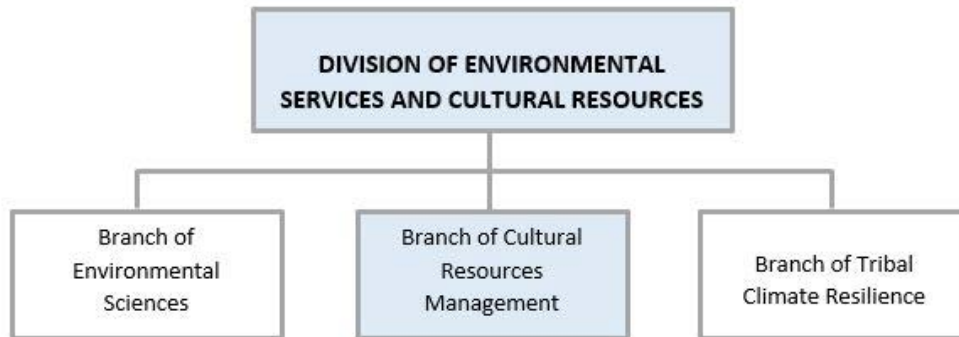 DIVISION OF ENVIRONMENTAL
SERVICES AND CULTURAL RESOURCES
Branch of
Environmental
Sciences
Branch of Cultural
Resources
Management
Branch of Tribal
Climate Resilience